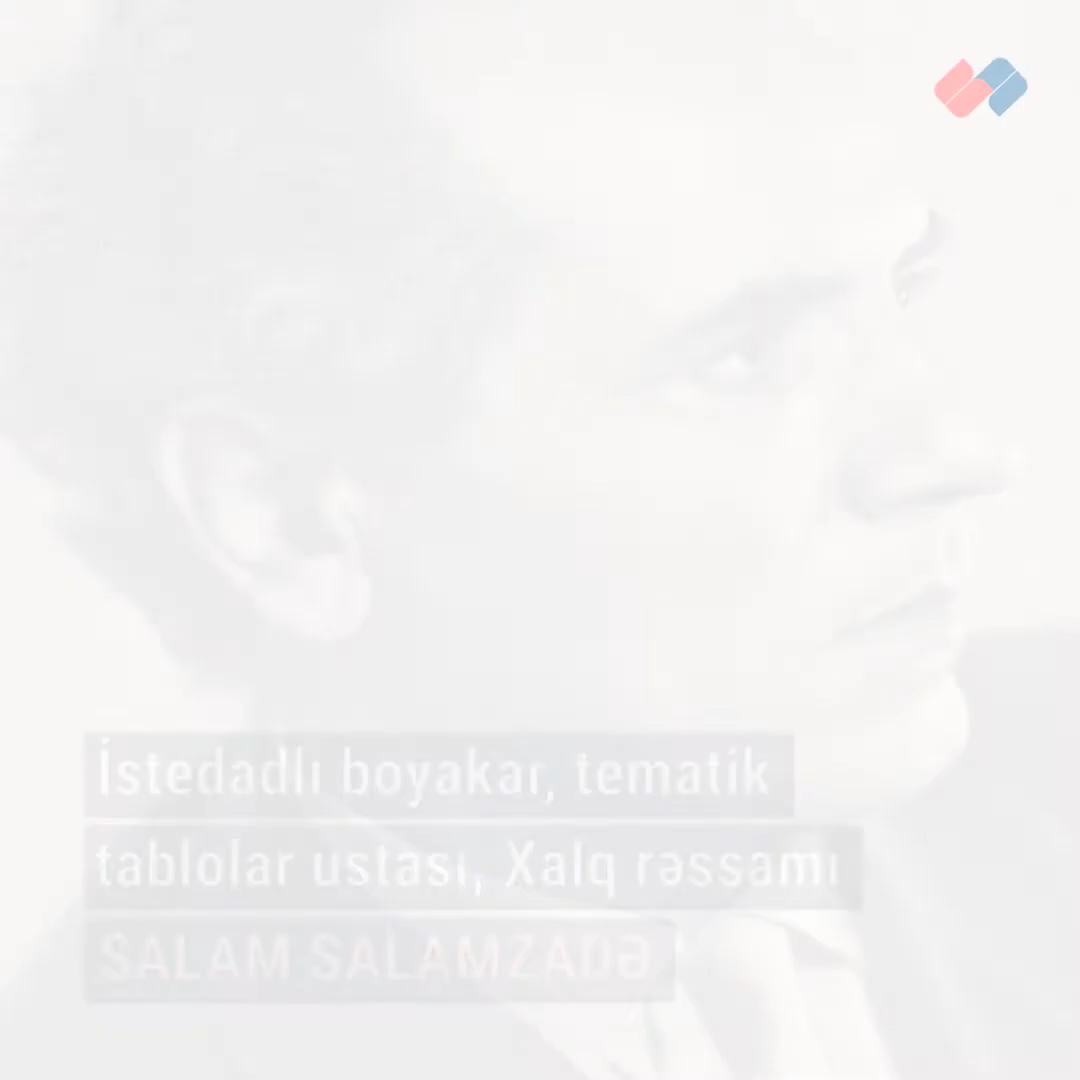 İstedadlı boyakar, tematik
tablolar ustası, Xalq rəssamı
SALAM SALAMZADƏ